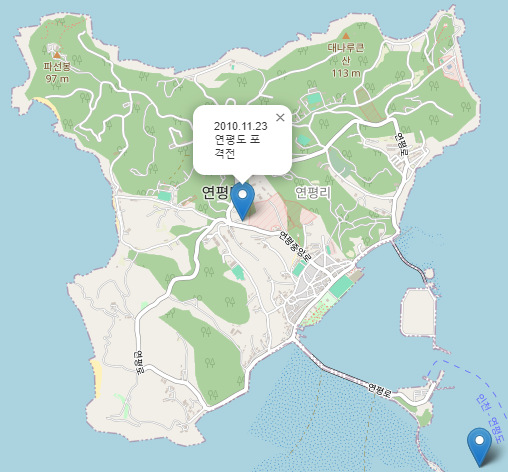 파선봉
97 m
대나루큰
산
113 m
2010.11.23
연평도 포
격전
연평
연평리
연평로
연평중앙로
연평로
연평로
인천 - 연평도